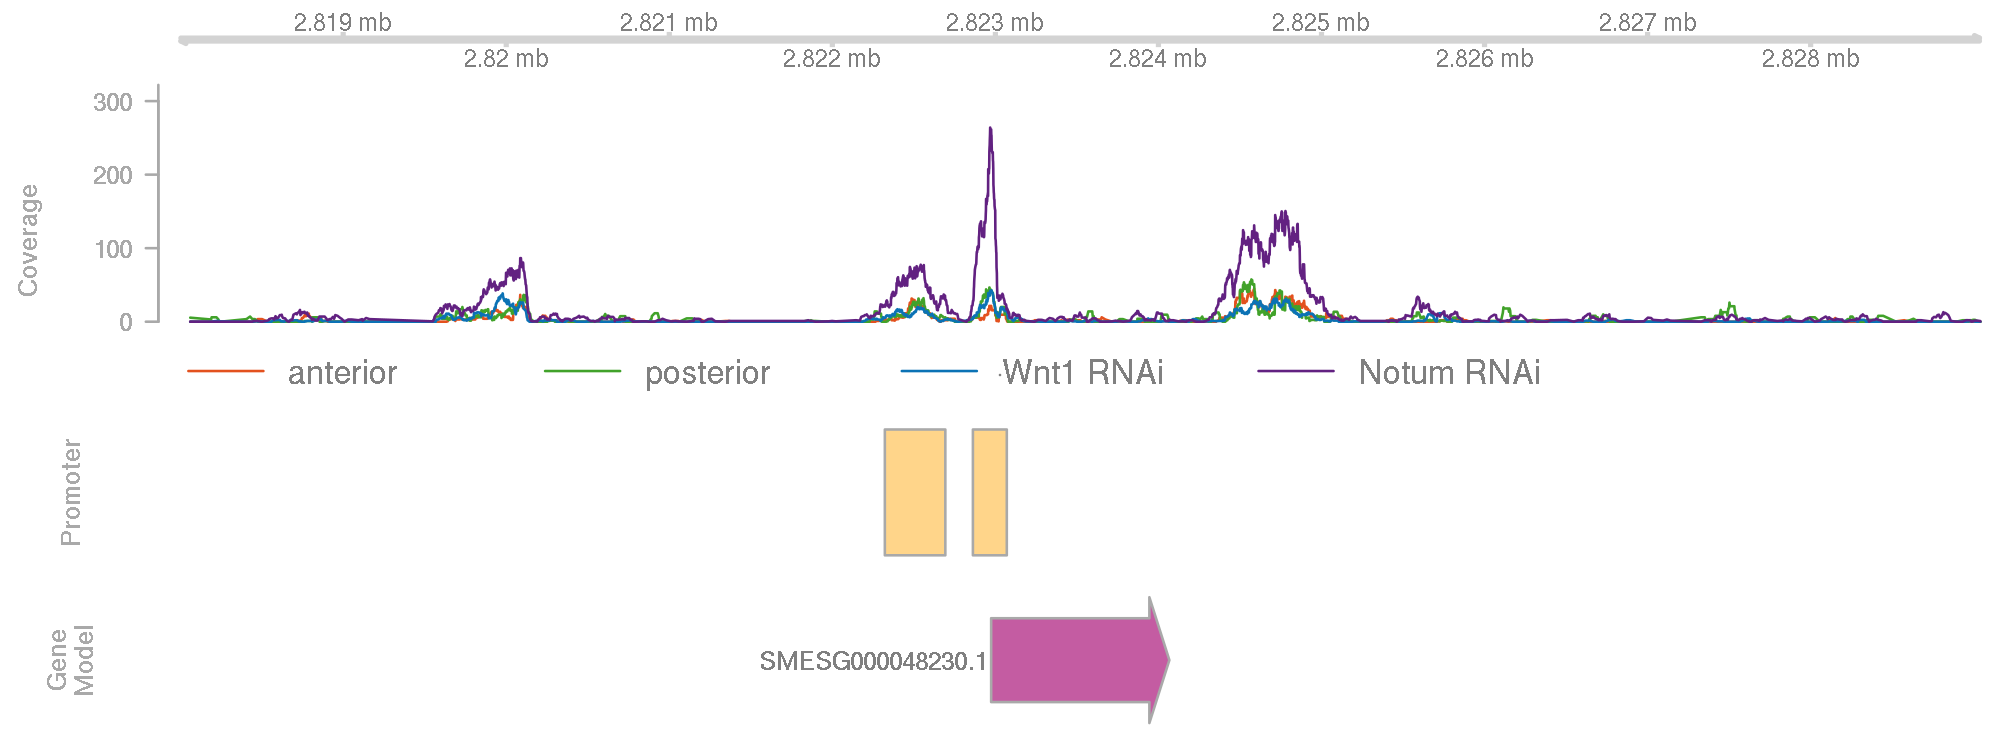 2.819 mb 2.821 mb 2.823 mb 2.825 mb 2.827 mb
2.82 mb 2.822 mb 2.824 mb 2.826 mb 2.828 mb
Coverage
300
200
100
0
anterior posterior Wnt1 RNAi Notum RNAi
Promoter
Gene
Model
SMESG000048230.1